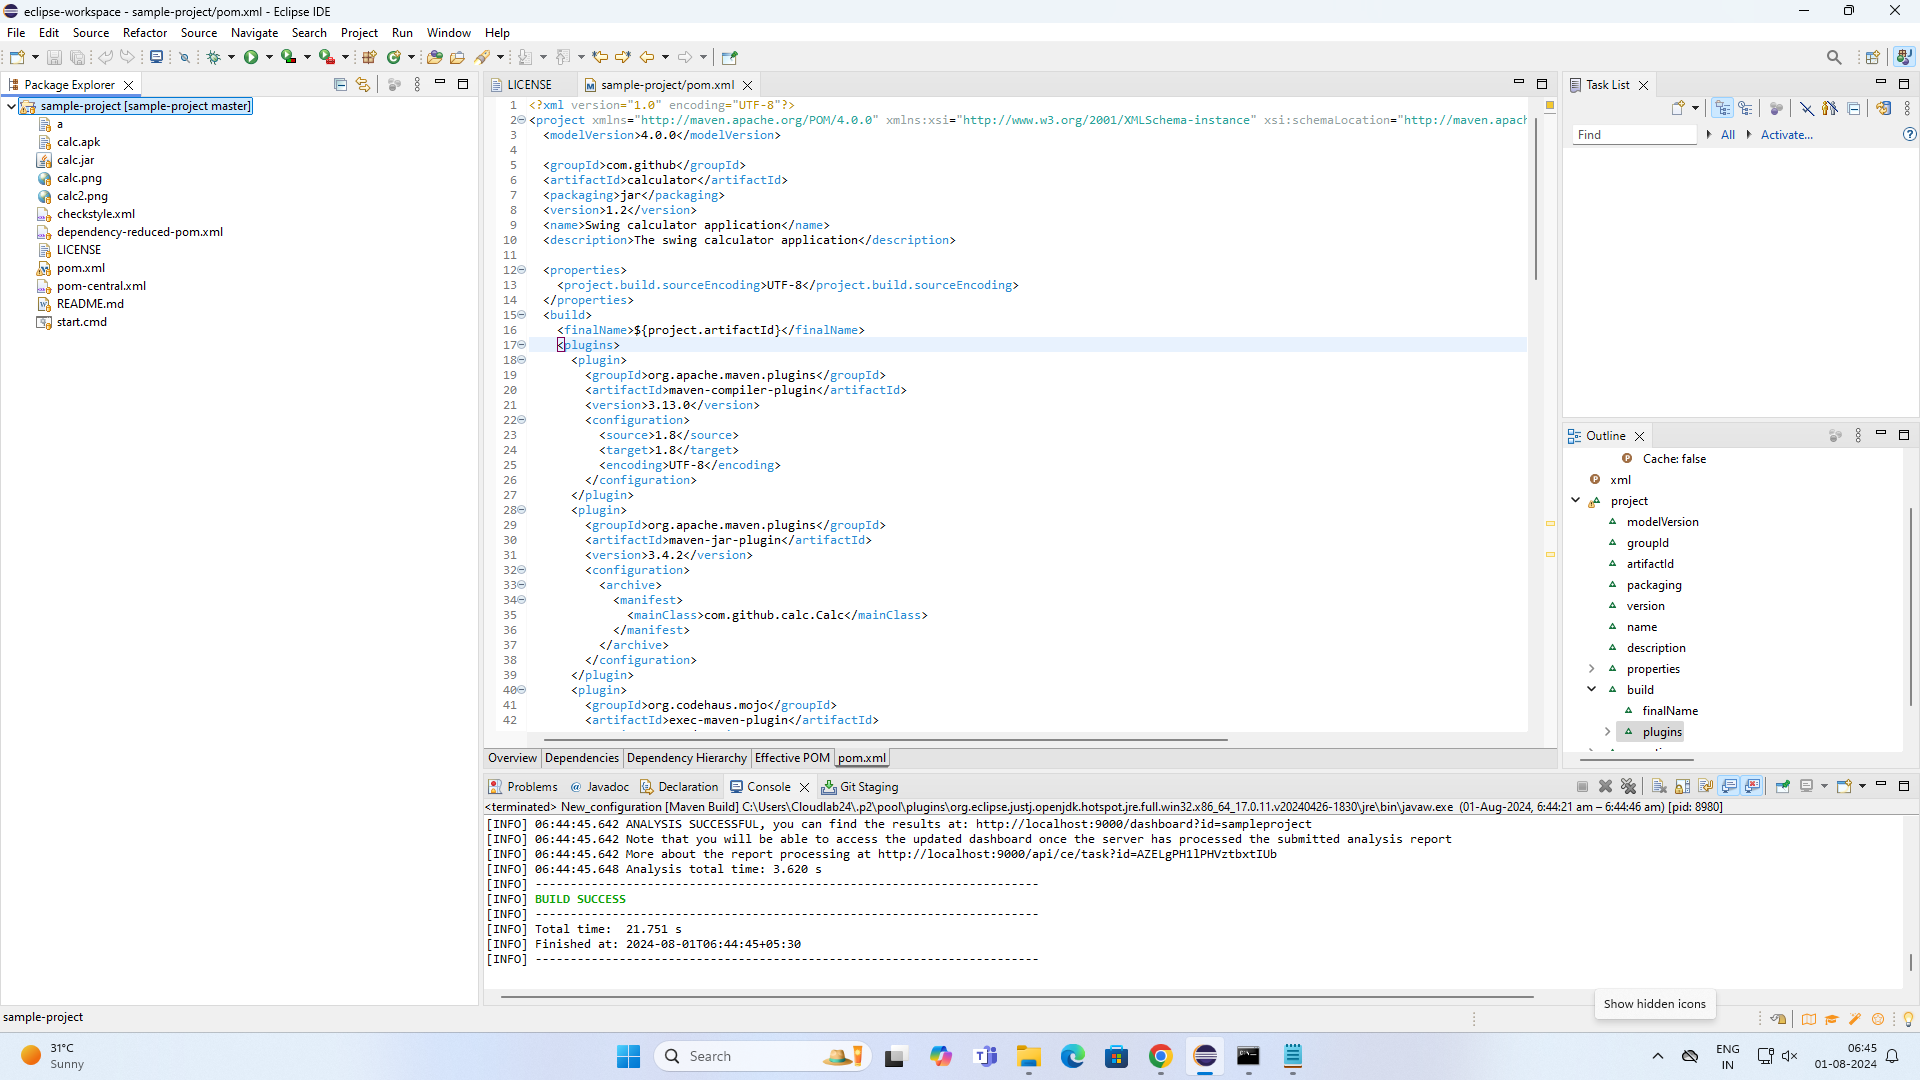 eclipse-workspace - sample-project/pom.xml - Eclipse IDE
File Edit Source Refactor Source Navigate Search Project Run Window Help
Package Explorer
sample-project [sample-project master]
a
calc.apk
calc.jar
calc.png
calc2.png
checkstyle.xml
dependency-reduced-pom.xml
LICENSE
pom.xml
pom-central.xml
README.md
start.cmd
LICENSE sample-project/pom.xml
1 <?xml version="1.0" encoding="UTF-8"?>
2 <project xmlns="http://maven.apache.org/POM/4.0.0" xmlns:xsi="http://www.w3.org/2001/XMLSchema-instance" xsi:schemaLocation="http://maven.apach
3 <modelVersion>4.0.0</modelVersion>
4
5 <groupId>com.github</groupId>
6 <artifactId>calculator</artifactId>
7 <packaging>jar</packaging>
8 <version>1.2</version>
9 <name>Swing calculator application</name>
10 <description>The swing calculator application</description>
11
12 <properties>
13 <project.build.sourceEncoding>UTF-8</project.build.sourceEncoding>
14 </properties>
15 <build>
16 <finalName>${project.artifactId}</finalName>
17 <plugins>
18 <plugin>
19 <groupId>org.apache.maven.plugins</groupId>
20 <artifactId>maven-compiler-plugin</artifactId>
21 <version>3.13.0</version>
22 <configuration>
23 <source>1.8</source>
24 <target>1.8</target>
25 <encoding>UTF-8</encoding>
26 </configuration>
27 </plugin>
28 <plugin>
29 <groupId>org.apache.maven.plugins</groupId>
30 <artifactId>maven-jar-plugin</artifactId>
31 <version>3.4.2</version>
32 <configuration>
33 <archive>
34 <manifest>
35 <mainClass>com.github.calc.Calc</mainClass>
36 </manifest>
37 </archive>
38 </configuration>
39 </plugin>
40 <plugin>
41 <groupId>org.codehaus.mojo</groupId>
42 <artifactId>exec-maven-plugin</artifactId>
Overview Dependencies Dependency Hierarchy Effective POM pom.xml
Task List
Find All Activate...
Outline
Cache: false
xml
project
modelVersion
groupId
artifactId
packaging
version
name
description
properties
build
finalName
plugins
Problems Javadoc Declaration Console Git Staging
<terminated> New_configuration [Maven Build] C:\Users\Cloudlab24\.p2\pool\plugins\org.eclipse.justj.openjdk.hotspot.jre.full.win32.x86_64_17.0.11.v20240426-1830\jre\bin\javaw.exe (01-Aug-2024, 6:44:21 am – 6:44:46 am) [pid: 8980]
[INFO] 06:44:45.642 ANALYSIS SUCCESSFUL, you can find the results at: http://localhost:9000/dashboard?id=sampleproject
[INFO] 06:44:45.642 Note that you will be able to access the updated dashboard once the server has processed the submitted analysis report
[INFO] 06:44:45.642 More about the report processing at http://localhost:9000/api/ce/task?id=AZELgPH1lPHVztbxtIUb
[INFO] 06:44:45.648 Analysis total time: 3.620 s
[INFO] ------------------------------------------------------------------------
[INFO] BUILD SUCCESS
[INFO] ------------------------------------------------------------------------
[INFO] Total time:  21.751 s
[INFO] Finished at: 2024-08-01T06:44:45+05:30
[INFO] ------------------------------------------------------------------------
Show hidden icons
sample-project
31°C
Sunny
Search
ENG
IN
06:45
01-08-2024